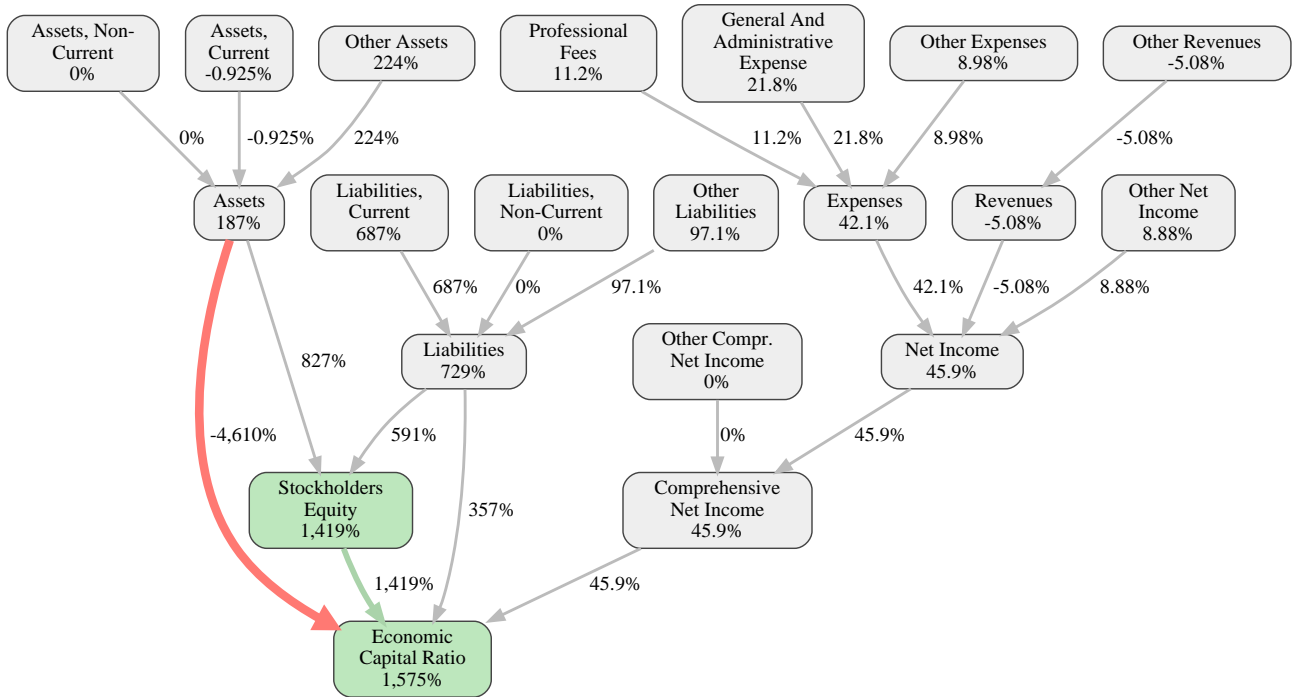 Assets, Non-
Current
0%
Assets,
Current
-0.925%
Other Assets
224%
Professional
Fees
11.2%
General And
Administrative
Expense
21.8%
Other Expenses
8.98%
Other Revenues
-5.08%
0%
-0.925%
224%
11.2%
21.8%
8.98%
-5.08%
Assets
187%
Liabilities,
Current
687%
Liabilities,
Non-Current
0%
Other
Liabilities
97.1%
Expenses
42.1%
Revenues
-5.08%
Other Net
Income
8.88%
687%
0%
97.1%
42.1%
-5.08%
8.88%
827%
Liabilities
729%
Other Compr.
Net Income
0%
Net Income
45.9%
-4,610%
591%
0%
45.9%
Stockholders
Equity
1,419%
357%
Comprehensive
Net Income
45.9%
1,419%
45.9%
Economic
Capital Ratio
1,575%